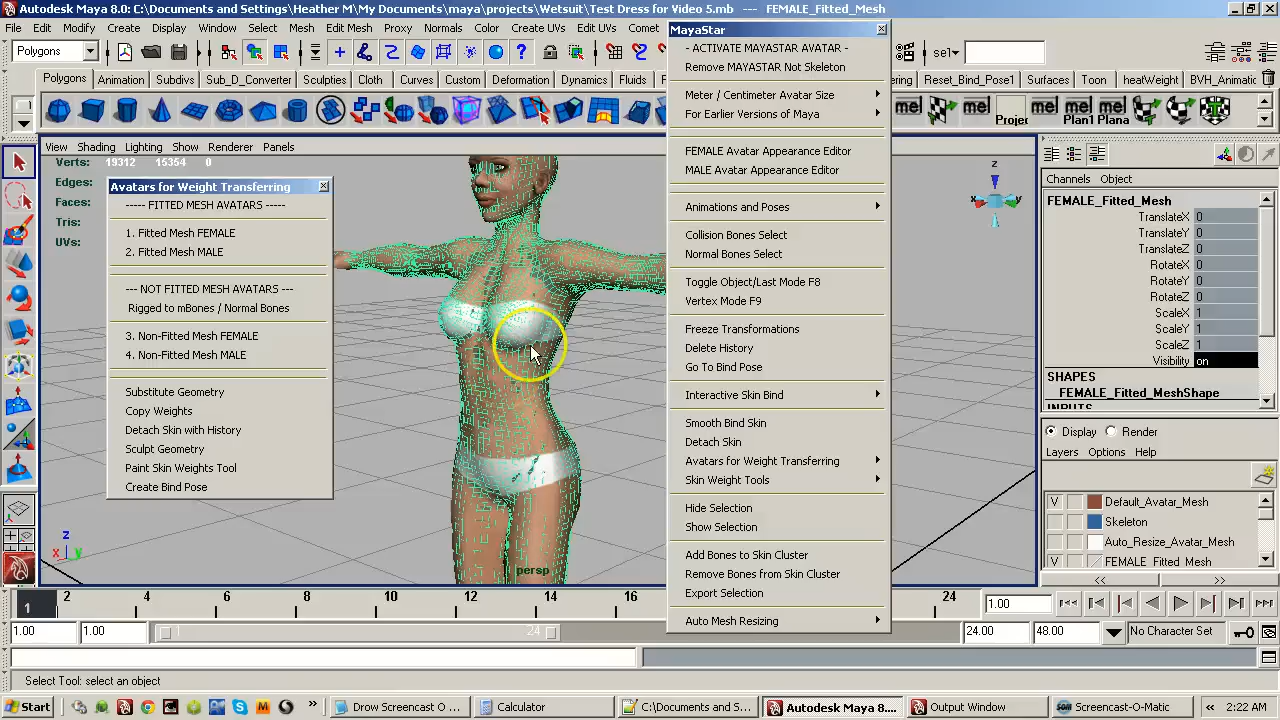 Autodesk Maya 8.0: C:\Documents and Settings\Heather M\My Documents\maya\projects\Wetsuit\Test Dress for Video 5.mb --- FEMALE_Fitted_Mesh
File Edit Modify Create Display Window Select Mesh Edit Mesh Proxy
Color Create UVs Edit UVs Comet
Polygons
sel
Polygons Animation Subdivs Sub_D_Converter Sculptles Cloth Curves Custom Deformation Dynamics Fluids
Reset_Bind_Pose1 Surfaces Toon heatWeight BVH_Animatic
mel mel Projec mel mel mel
Plan1 Plana
View Shading Lighting Show Renderer Panels
Verts: 19312 15354 0
Edges:
Faces:
Tris:
UVs:
Avatars for Weight Transferring
----- FITTED MESH AVATARS -----
1. Fitted Mesh FEMALE
2. Fitted Mesh MALE
--- NOT FITTED MESH AVATARS ---
Rigged to mBones / Normal Bones
3. Non-Fitted Mesh FEMALE
4. Non-Fitted Mesh MALE
Substitute Geometry
Copy Weights
Detach Skin with History
Sculpt Geometry
Paint Skin Weights Tool
Create Bind Pose
MayaStar
- ACTIVATE MAYASTAR AVATAR -
Remove MAYASTAR Not Skeleton
Meter / Centimeter Avatar Size
For Earlier Versions of Maya
FEMALE Avatar Appearance Editor
MALE Avatar Appearance Editor
Animations and Poses
Collision Bones Select
Normal Bones Select
Toggle Object/Last Mode F8
Vertex Mode F9
Freeze Transformations
Delete History
Go To Bind Pose
Interactive Skin Bind
Smooth Bind Skin
Detach Skin
Avatars for Weight Transferring
Skin Weight Tools
Hide Selection
Show Selection
Add Bones to Skin Cluster
Remove Bones from Skin Cluster
Export Selection
Auto Mesh Resizing
z
x y
z
x y
persp
Channels Object
FEMALE_Fitted_Mesh
TranslateX 0
TranslateY 0
TranslateZ 0
RotateX 0
RotateY 0
RotateZ 0
ScaleX 1
ScaleY 1
ScaleZ 1
Visibility on
SHAPES
FEMALE_Fitted_MeshShape
INPUTS
Display Render
Layers Options Help
V Default_Avatar_Mesh
Skeleton
Auto_Resize_Avatar_Mesh
V FEMALE_Fitted_Mesh
<< >>
1 2 4 6 8 10 12 14 16 24 1.00
1.00 1.00 1 24 24.00 48.00 No Character Set
Select Tool: select an object
Start Drow Screencast O ... Calculator C:\Documents and S... Autodesk Maya 8.... Output Window Screencast-O-Matic 2:22 AM